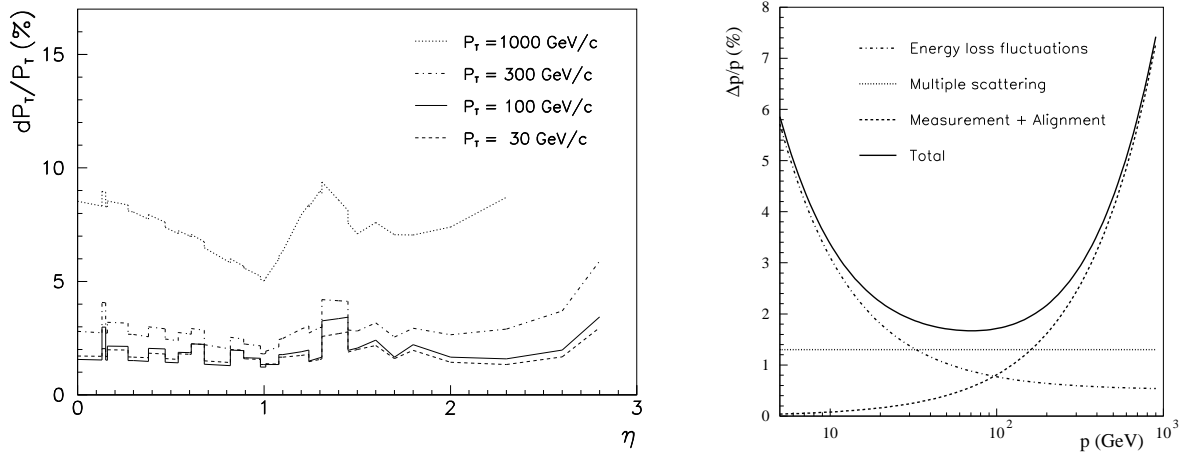 dP_T/P_T (%)
15
10
5
0
P_T = 1000 GeV/c
P_T = 300 GeV/c
P_T = 100 GeV/c
P_T = 30 GeV/c
0
1
2
3
η
Δp/p (%)
8
7
6
5
4
3
2
1
0
Energy loss fluctuations
Multiple scattering
Measurement + Alignment
Total
10
10²
10³
p (GeV)